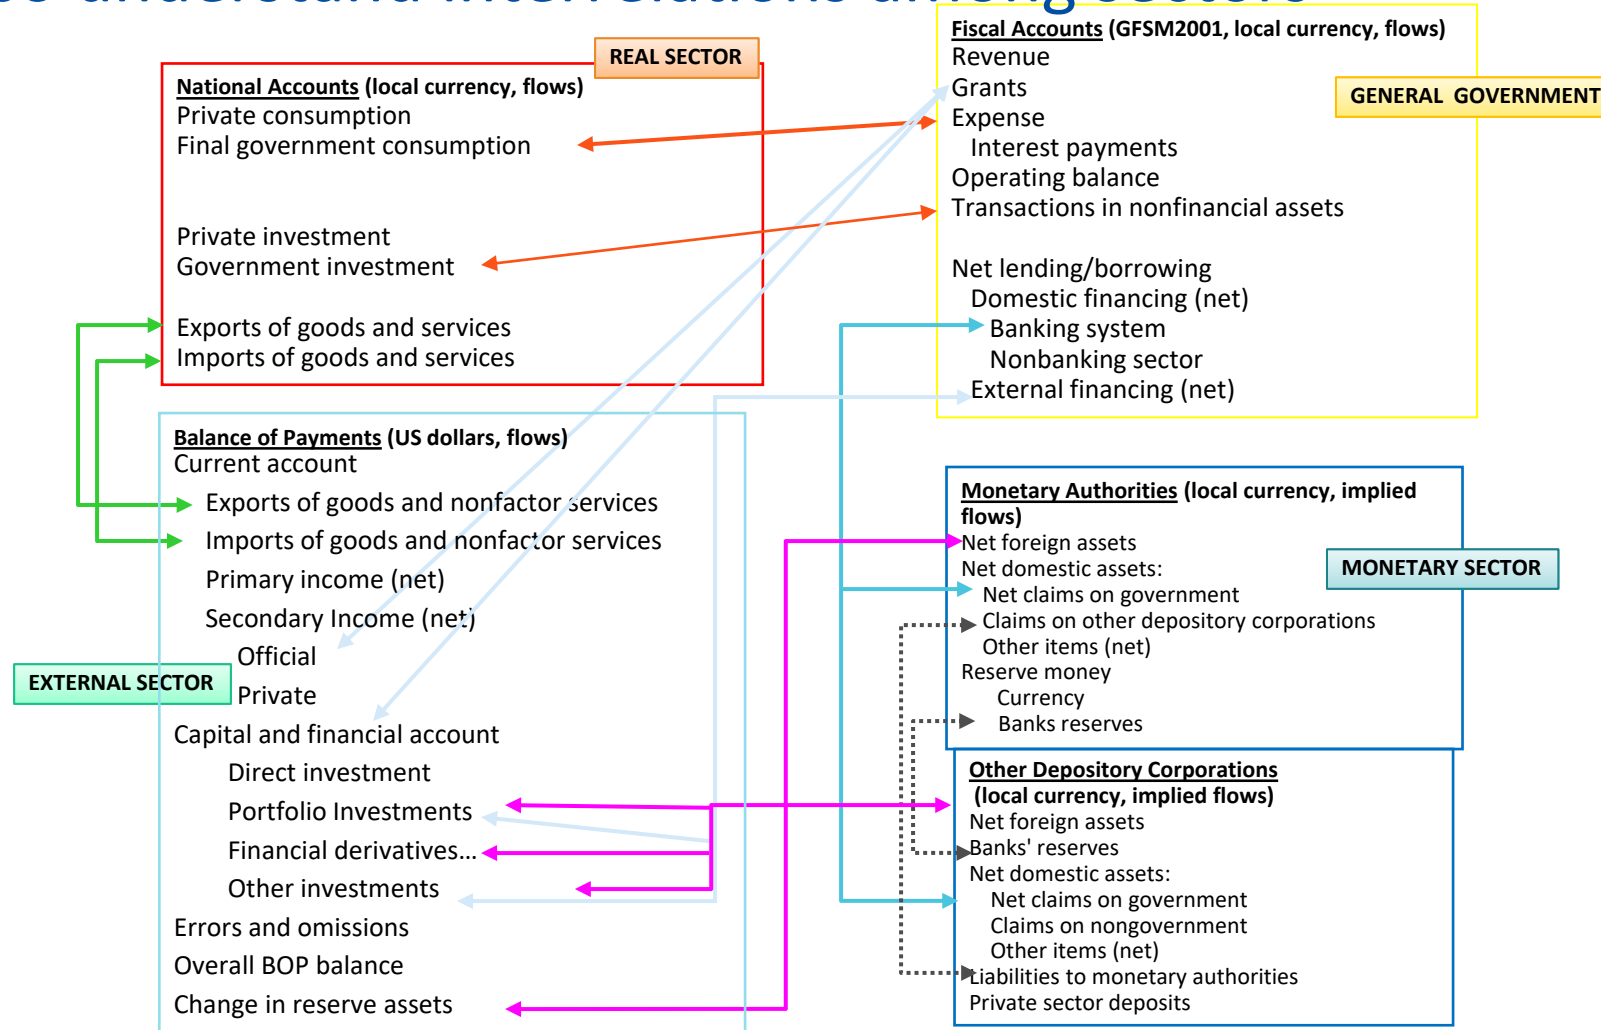 understand interrelations among sectors
REAL SECTOR
National Accounts (local currency, flows)
Private consumption
Final government consumption
Private investment
Government investment
Exports of goods and services
Imports of goods and services
Fiscal Accounts (GFSM2001, local currency, flows)
Revenue
Grants
Expense
Interest payments
Operating balance
Transactions in nonfinancial assets
Net lending/borrowing
Domestic financing (net)
Banking system
Nonbanking sector
External financing (net)
GENERAL GOVERNMENT
Balance of Payments (US dollars, flows)
Current account
Exports of goods and nonfactor services
Imports of goods and nonfactor services
Primary income (net)
Secondary Income (net)
Official
Private
EXTERNAL SECTOR
Capital and financial account
Direct investment
Portfolio Investments
Financial derivatives…
Other investments
Errors and omissions
Overall BOP balance
Change in reserve assets
Monetary Authorities (local currency, implied
flows)
Net foreign assets
Net domestic assets:
Net claims on government
Claims on other depository corporations
Other items (net)
Reserve money
Currency
Banks reserves
MONETARY SECTOR
Other Depository Corporations
(local currency, implied flows)
Net foreign assets
Banks' reserves
Net domestic assets:
Net claims on government
Claims on nongovernment
Other items (net)
Liabilities to monetary authorities
Private sector deposits